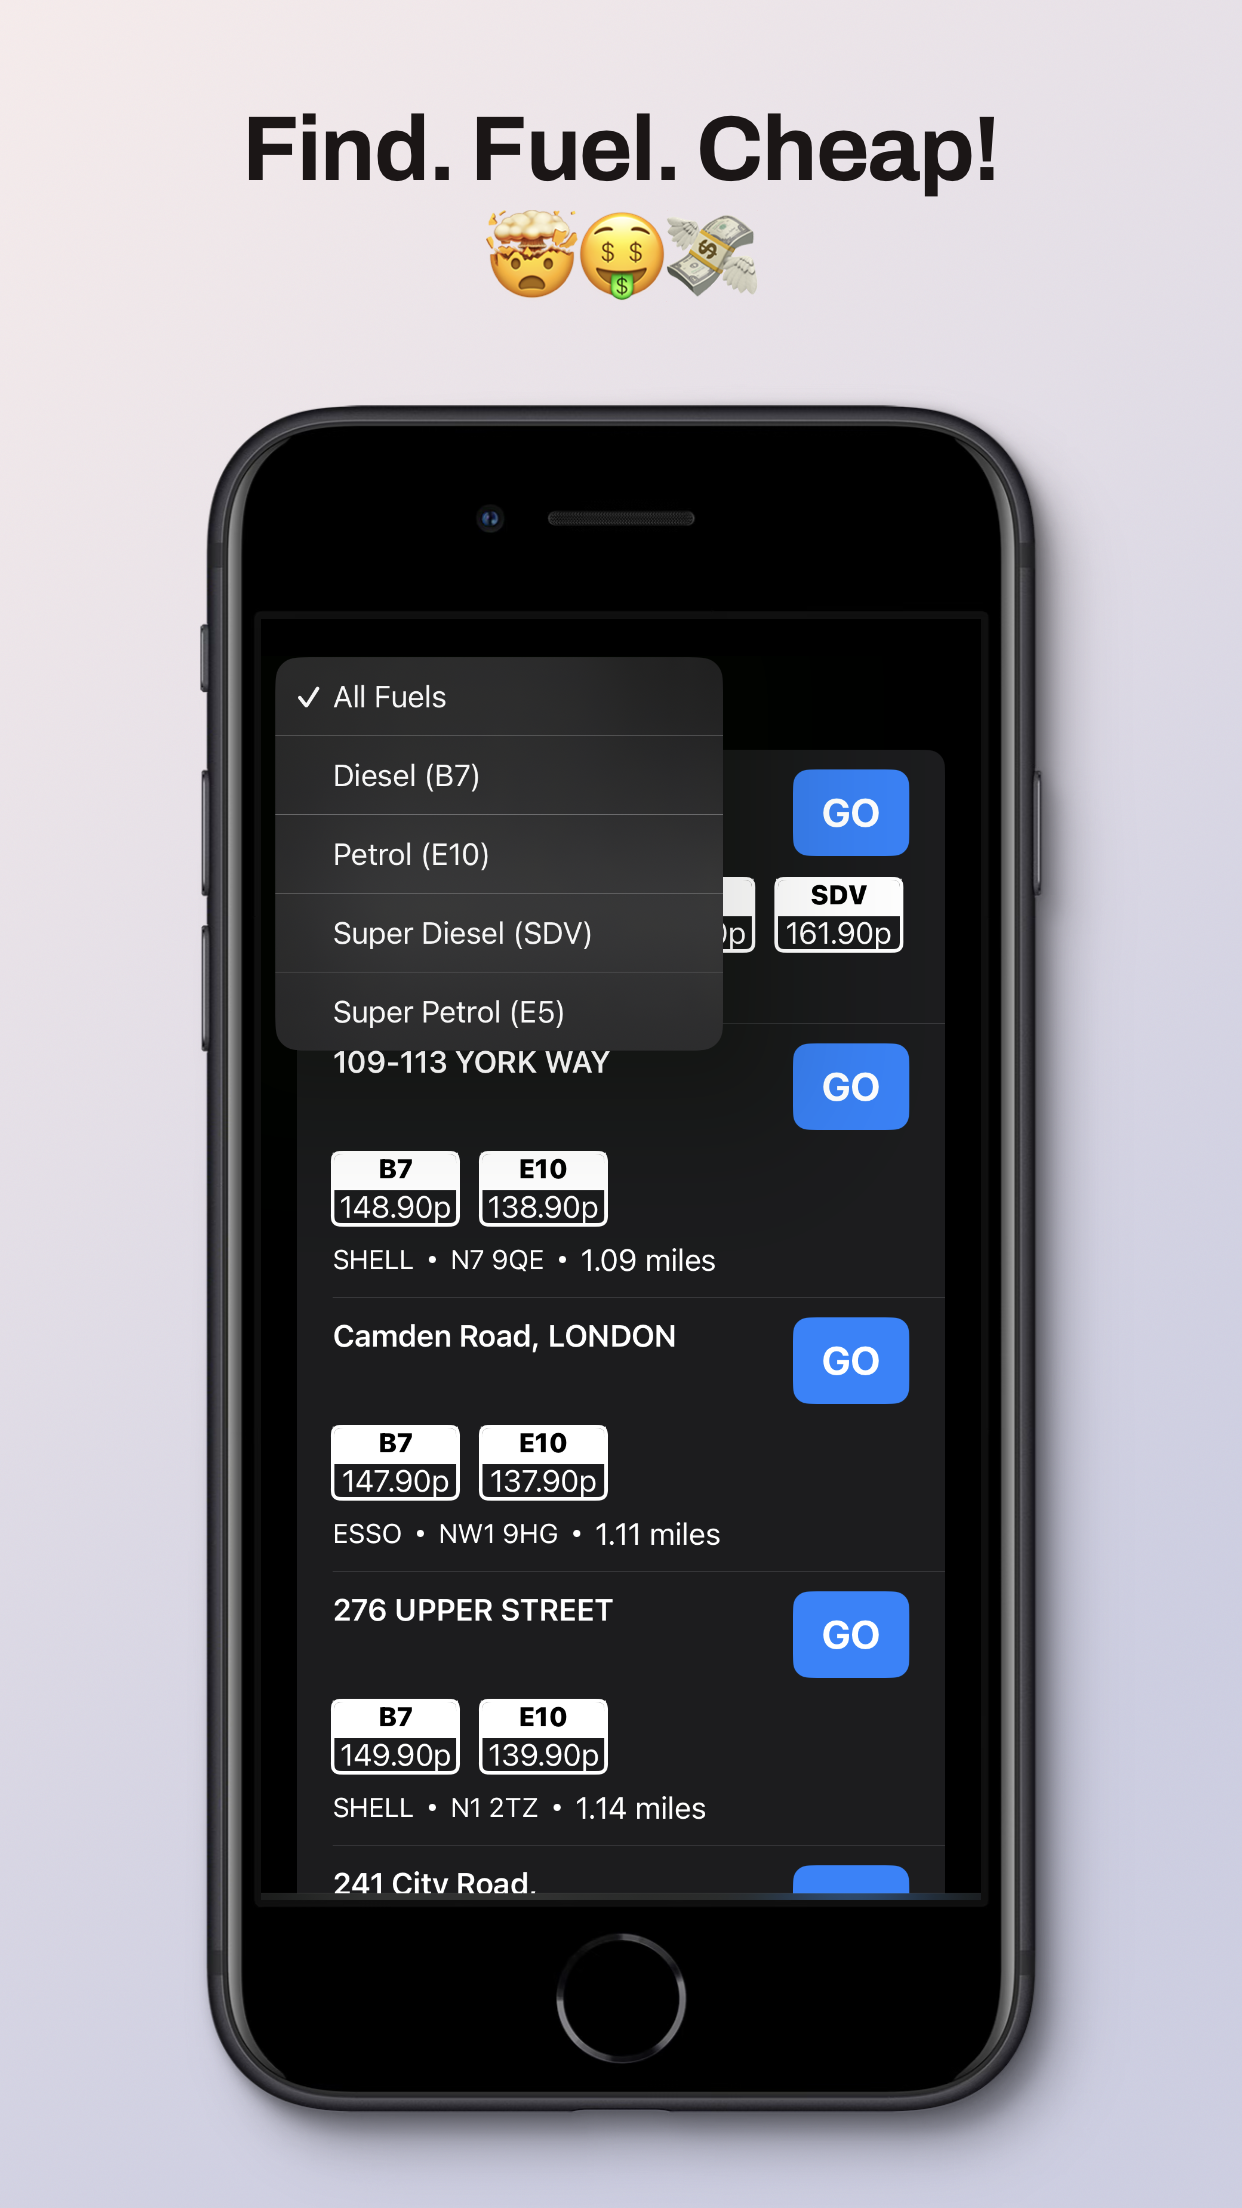 Find. Fuel. Cheap!
All Fuels
Diesel (B7)
Petrol (E10)
Super Diesel (SDV)
Super Petrol (E5)
GO
SDV
161.90p
109-113 YORK WAY
GO
B7 E10
148.90p 138.90p
SHELL • N7 9QE • 1.09 miles
Camden Road, LONDON
GO
B7 E10
147.90p 137.90p
ESSO • NW1 9HG • 1.11 miles
276 UPPER STREET
GO
B7 E10
149.90p 139.90p
SHELL • N1 2TZ • 1.14 miles
241 City Road,